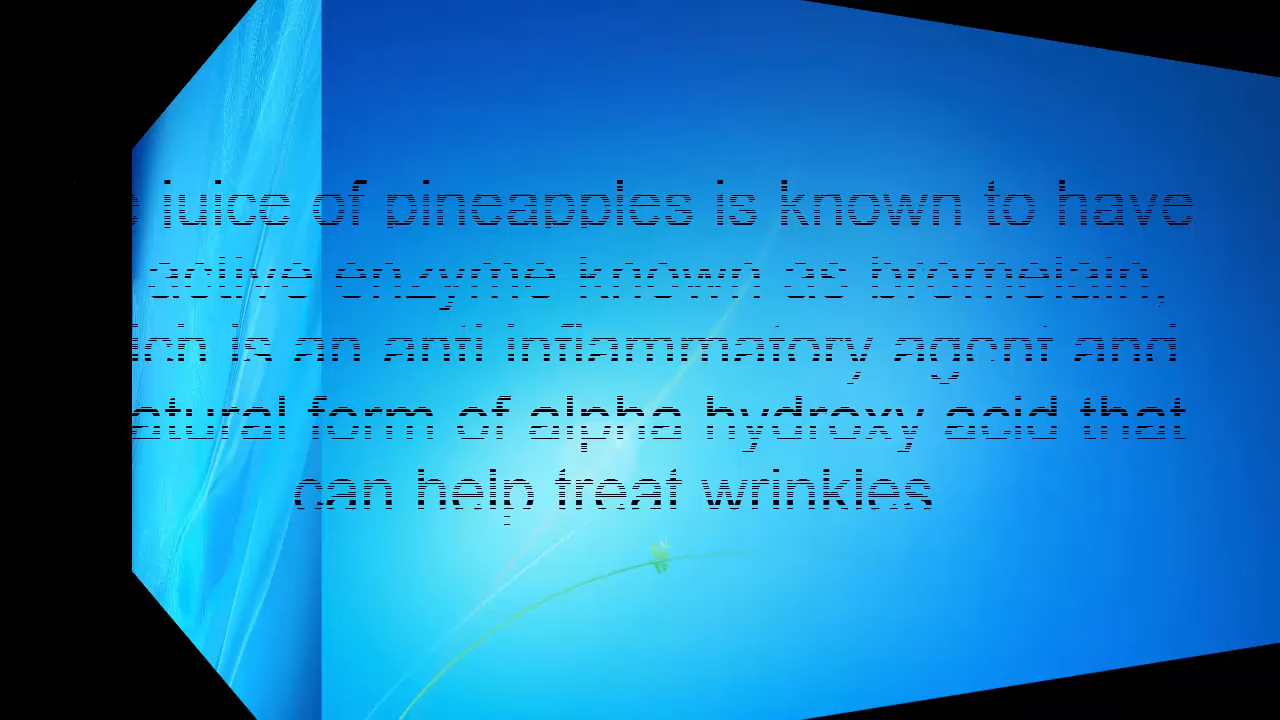 juice of pineapples is known to have
active enzyme known as bromelain,
is an anti inflammatory agent and
form of alpha hydroxy acid that
can help treat wrinkles